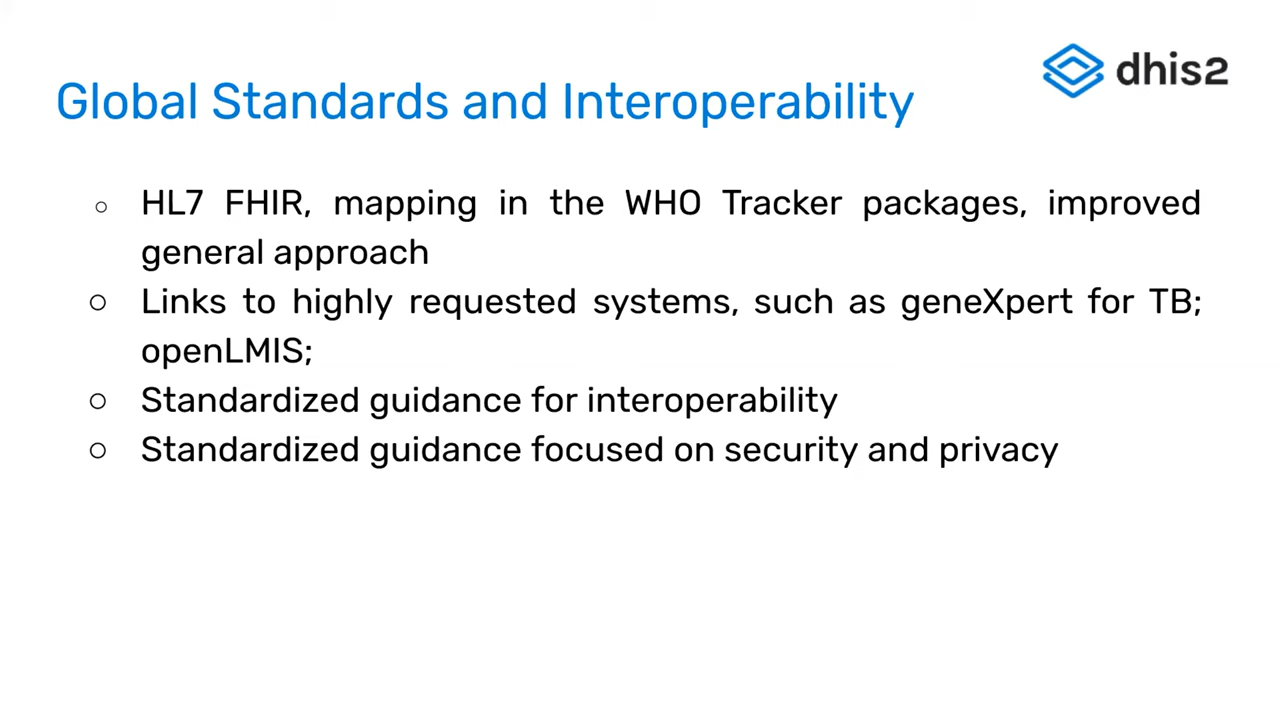 dhis2
Global Standards and Interoperability
○ HL7 FHIR, mapping in the WHO Tracker packages, improved
general approach
○ Links to highly requested systems, such as geneXpert for TB;
openLMIS;
○ Standardized guidance for interoperability
○ Standardized guidance focused on security and privacy